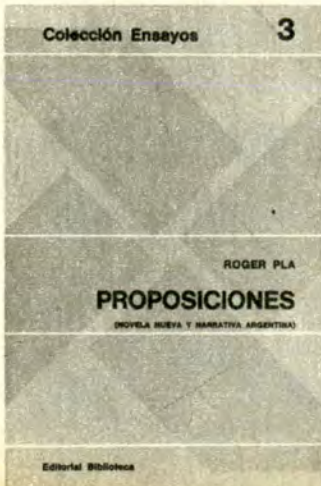 Colección Ensayos 3
ROGER PLA
PROPOSICIONES
(NOVELA NUEVA Y NARRATIVA ARGENTINA)
Editorial Biblioteca